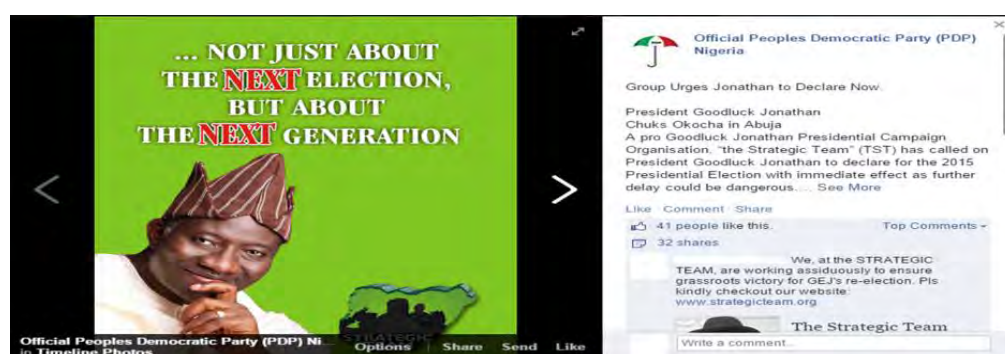 ... NOT JUST ABOUT
THE NEXT ELECTION,
BUT ABOUT
THE NEXT GENERATION
STRATEGIC
Official Peoples Democratic Party (PDP) Ni...
in Timeline Photos
Options Share Send Like
Official Peoples Democratic Party (PDP)
Nigeria
Group Urges Jonathan to Declare Now.
President Goodluck Jonathan
Chuks Okocha in Abuja
A pro Goodluck Jonathan Presidential Campaign
Organisation, "the Strategic Team" (TST) has called on
President Goodluck Jonathan to declare for the 2015
Presidential Election with immediate effect as further
delay could be dangerous.... See More
Like Comment Share
41 people like this.
Top Comments
32 shares
We, at the STRATEGIC
TEAM, are working assiduously to ensure
grassroots victory for GEJ's re-election. Pls
kindly checkout our website:
www.strategicteam.org
The Strategic Team
Write a comment...